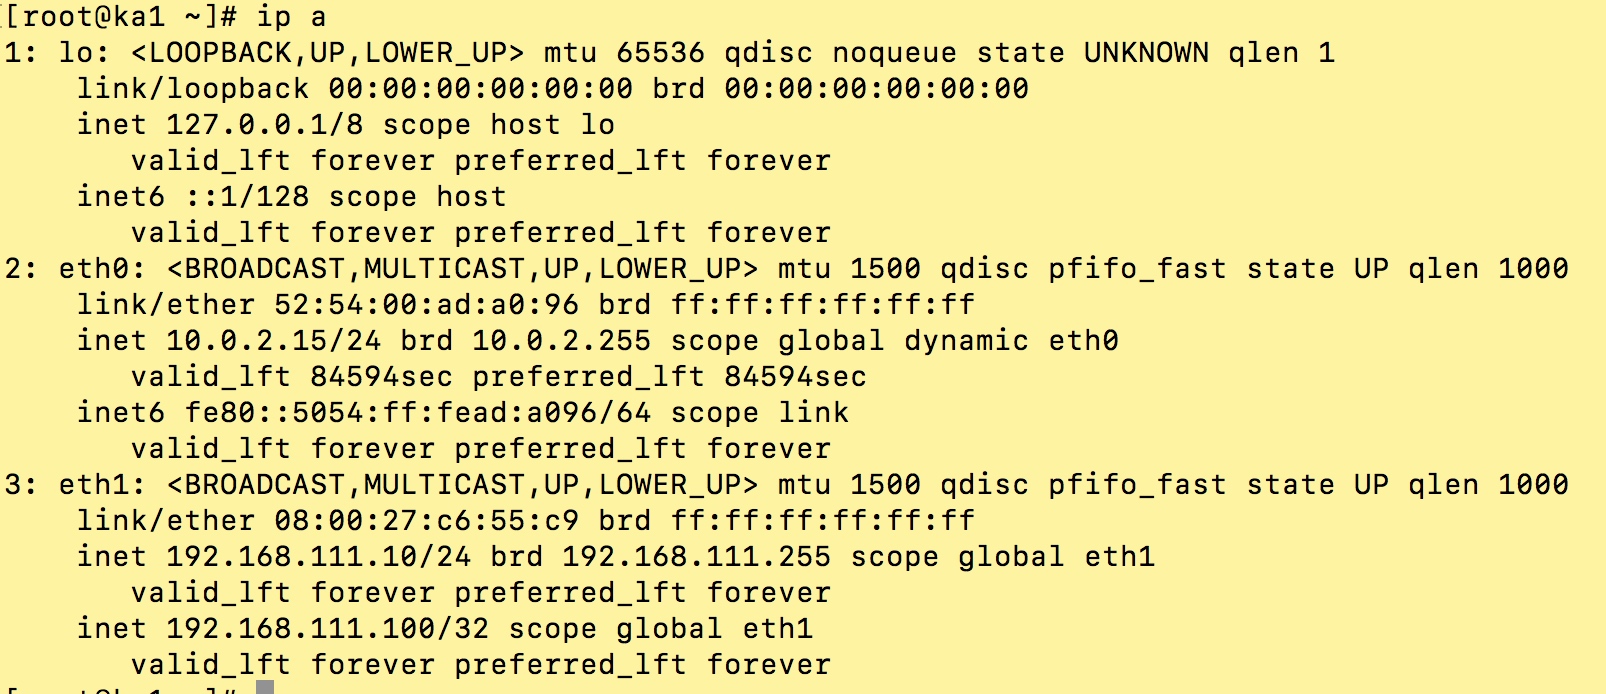 [root@ka1 ~]# ip a
1: lo: <LOOPBACK,UP,LOWER_UP> mtu 65536 qdisc noqueue state UNKNOWN qlen 1
    link/loopback 00:00:00:00:00:00 brd 00:00:00:00:00:00
    inet 127.0.0.1/8 scope host lo
       valid_lft forever preferred_lft forever
    inet6 ::1/128 scope host
       valid_lft forever preferred_lft forever
2: eth0: <BROADCAST,MULTICAST,UP,LOWER_UP> mtu 1500 qdisc pfifo_fast state UP qlen 1000
    link/ether 52:54:00:ad:a0:96 brd ff:ff:ff:ff:ff:ff
    inet 10.0.2.15/24 brd 10.0.2.255 scope global dynamic eth0
       valid_lft 84594sec preferred_lft 84594sec
    inet6 fe80::5054:ff:fead:a096/64 scope link
       valid_lft forever preferred_lft forever
3: eth1: <BROADCAST,MULTICAST,UP,LOWER_UP> mtu 1500 qdisc pfifo_fast state UP qlen 1000
    link/ether 08:00:27:c6:55:c9 brd ff:ff:ff:ff:ff:ff
    inet 192.168.111.10/24 brd 192.168.111.255 scope global eth1
       valid_lft forever preferred_lft forever
    inet 192.168.111.100/32 scope global eth1
       valid_lft forever preferred_lft forever